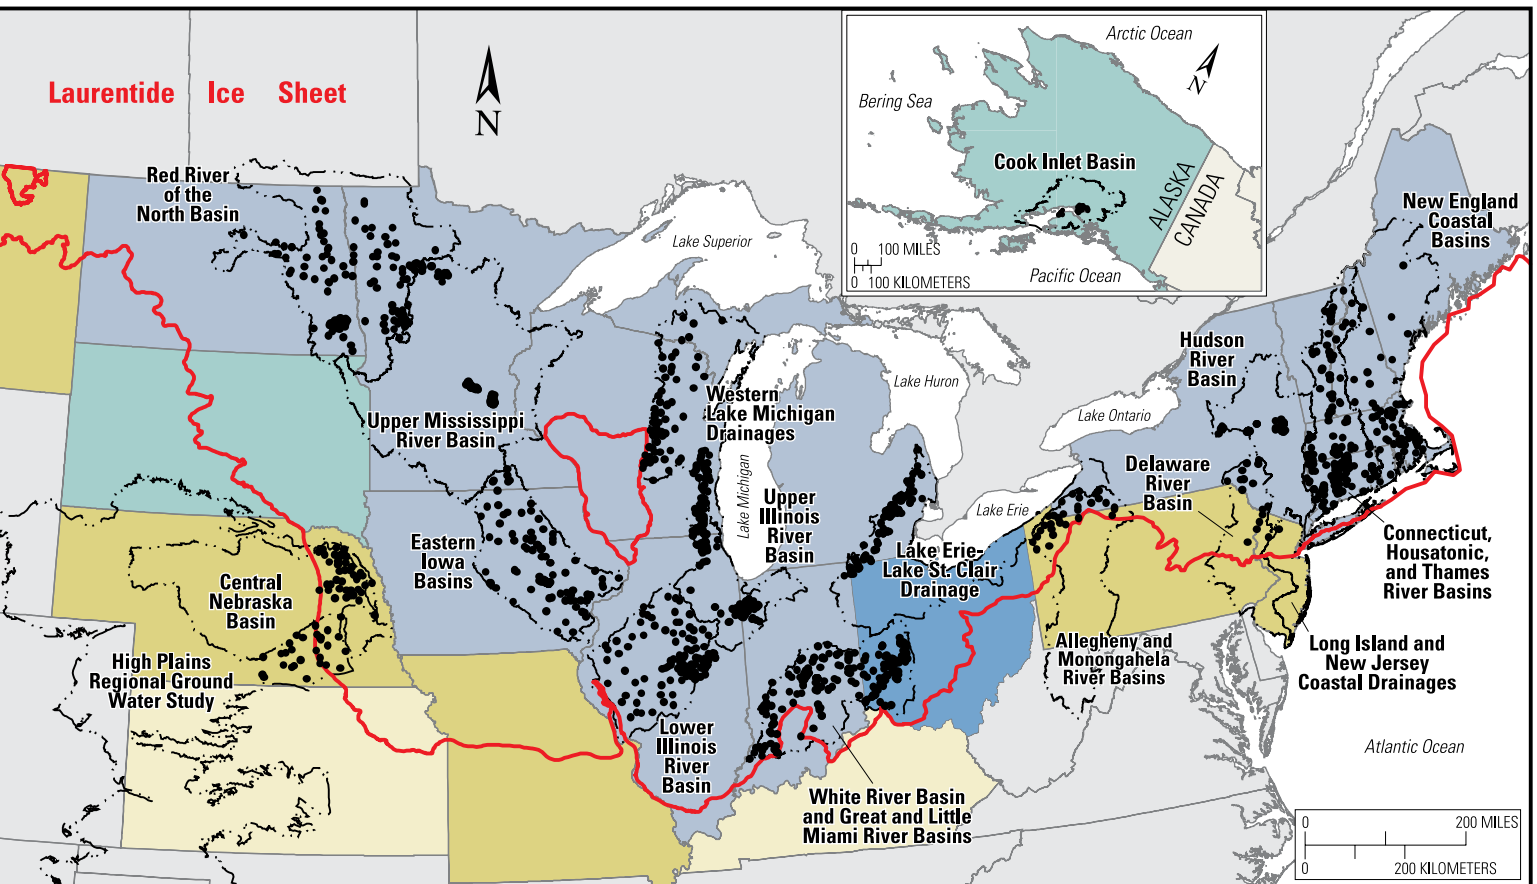 Laurentide Ice Sheet
N
Red River
of the
North Basin
Lake Superior
Arctic Ocean
Bering Sea
N
Cook Inlet Basin
ALASKA
CANADA
0 100 MILES
0 100 KILOMETERS
Pacific Ocean
New England
Coastal
Basins
Hudson
River
Basin
Lake Huron
Lake Ontario
Western
Lake Michigan
Drainages
Upper Mississippi
River Basin
Lake Michigan
Upper
Illinois
River
Basin
Lake Erie
Delaware
River
Basin
Lake Erie-
Lake St. Clair
Drainage
Eastern
Iowa
Basins
Connecticut,
Housatonic,
and Thames
River Basins
Central
Nebraska
Basin
High Plains
Regional Ground
Water Study
Allegheny and
Monongahela
River Basins
Long Island and
New Jersey
Coastal Drainages
Lower
Illinois
River
Basin
Atlantic Ocean
White River Basin
and Great and Little
Miami River Basins
0 200 MILES
0 200 KILOMETERS